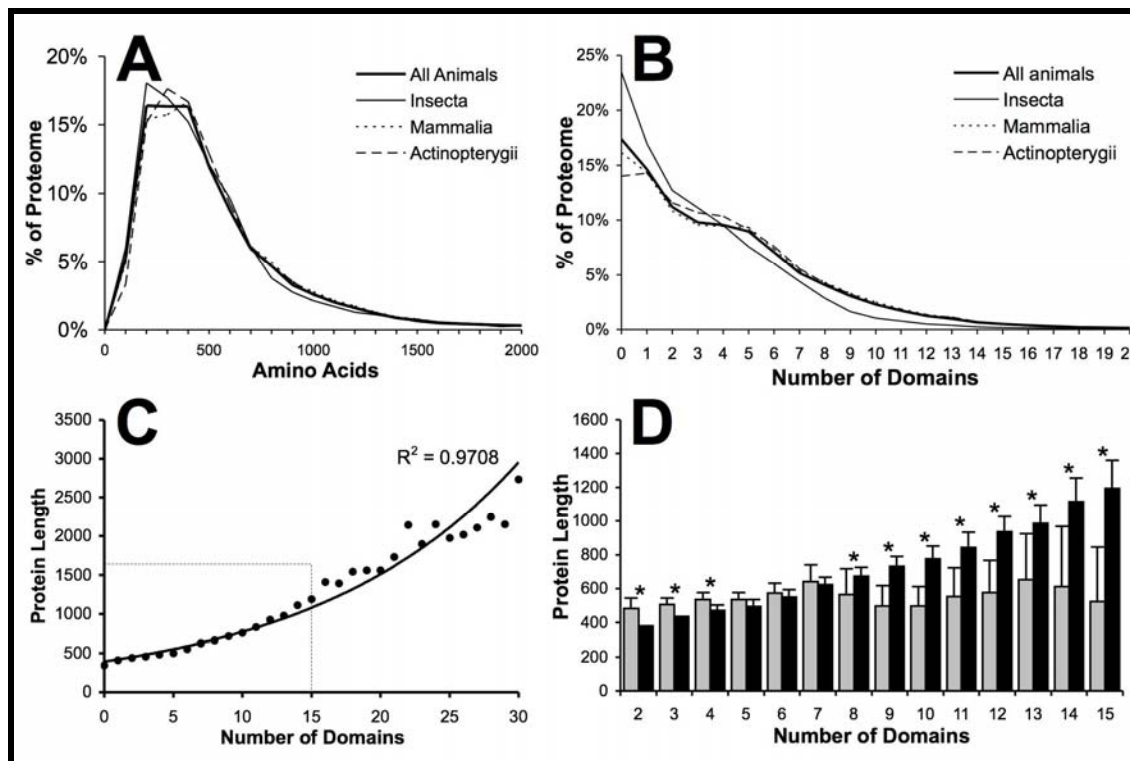 A
20%
15%
10%
5%
0%
% of Proteome
All Animals
Insecta
Mammalia
Actinopterygii
0 500 1000 1500 2000
Amino Acids
B
25%
20%
15%
10%
5%
0%
% of Proteome
All animals
Insecta
Mammalia
Actinopterygii
0 1 2 3 4 5 6 7 8 9 10 11 12 13 14 15 16 17 18 19 2
Number of Domains
C
3500
3000
2500
2000
1500
1000
500
0
Protein Length
R² = 0.9708
0 5 10 15 20 25 30
Number of Domains
D
1600
1400
1200
1000
800
600
400
200
0
Protein Length
* * * * * * * * * * *
2 3 4 5 6 7 8 9 10 11 12 13 14 15
Number of Domains